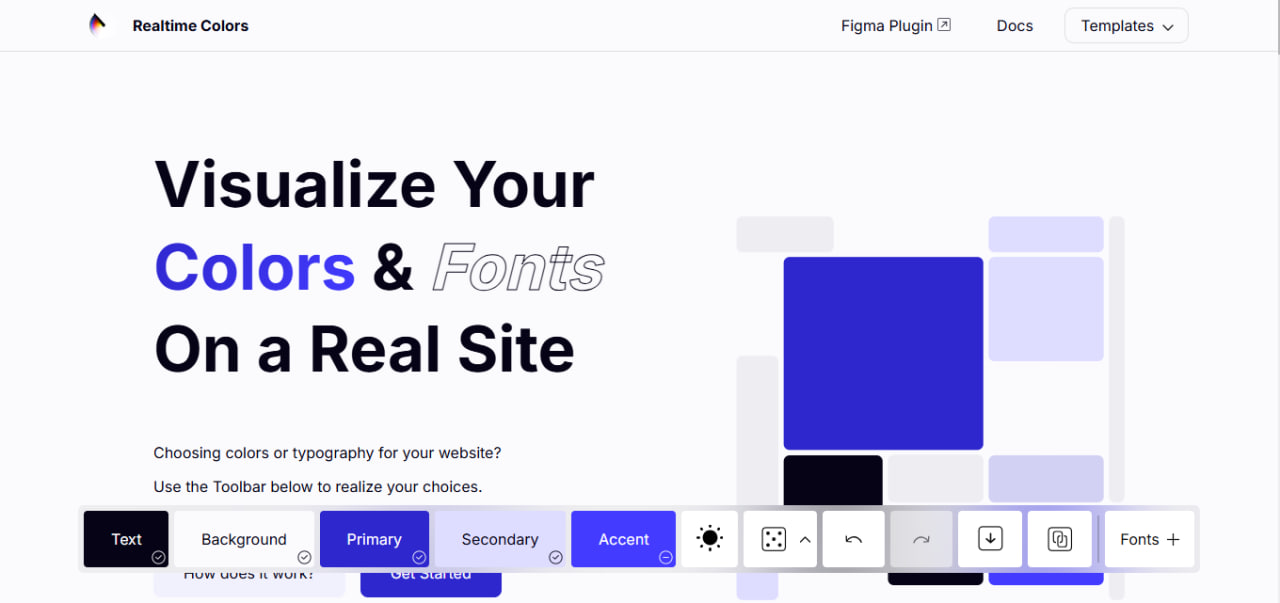 Realtime Colors
Figma Plugin
Docs
Templates
Visualize Your
Colors & Fonts
On a Real Site
Choosing colors or typography for your website?
Use the Toolbar below to realize your choices.
Text
Background
Primary
Secondary
Accent
Fonts
How does it work?
Get Started